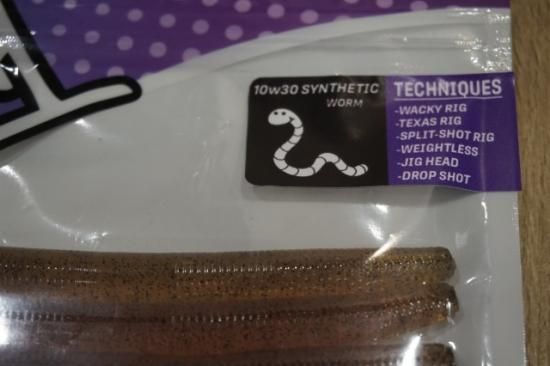 10w30 SYNTHETIC
WORM
TECHNIQUES
-WACKY RIG
-TEXAS RIG
-SPLIT-SHOT RIG
-WEIGHTLESS
-JIG HEAD
-DROP SHOT